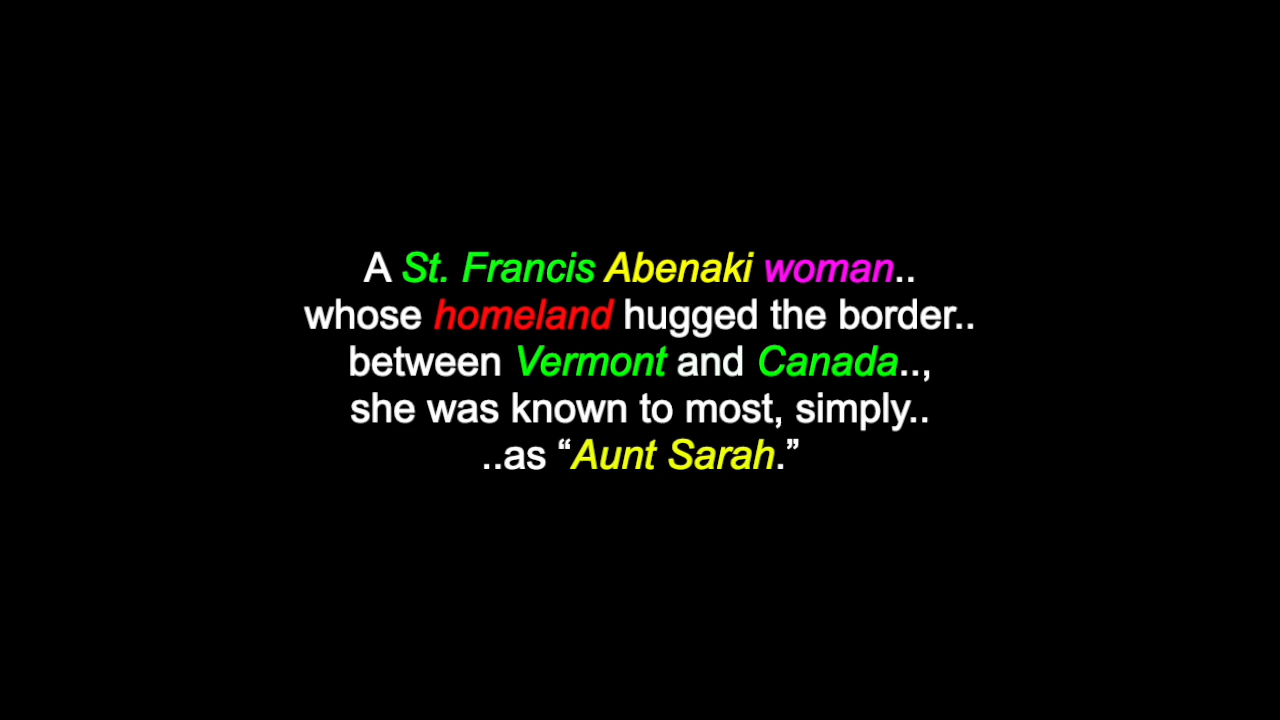 A St. Francis Abenaki woman..
whose homeland hugged the border..
between Vermont and Canada..,
she was known to most, simply..
..as “Aunt Sarah.”